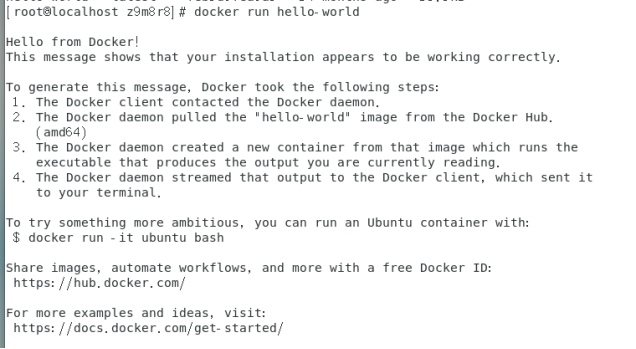 [root@localhost z9m8r8]# docker run hello-world

Hello from Docker!
This message shows that your installation appears to be working correctly.

To generate this message, Docker took the following steps:
 1. The Docker client contacted the Docker daemon.
 2. The Docker daemon pulled the "hello-world" image from the Docker Hub.
    (amd64)
 3. The Docker daemon created a new container from that image which runs the
    executable that produces the output you are currently reading.
 4. The Docker daemon streamed that output to the Docker client, which sent it
    to your terminal.

To try something more ambitious, you can run an Ubuntu container with:
 $ docker run -it ubuntu bash

Share images, automate workflows, and more with a free Docker ID:
 https://hub.docker.com/

For more examples and ideas, visit:
 https://docs.docker.com/get-started/